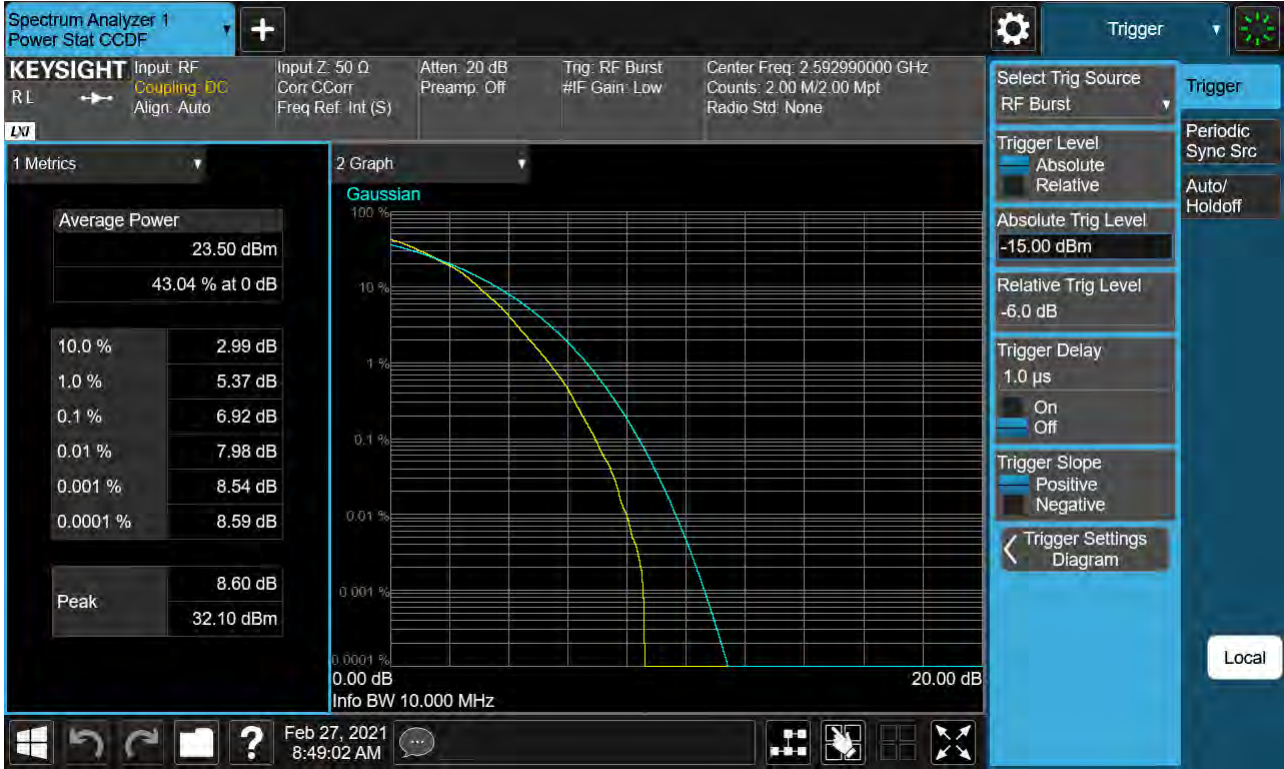 Spectrum Analyzer 1
Power Stat CCDF
+
Trigger
KEYSIGHT
RL
LXI
Input: RF
Coupling: DC
Align: Auto
Input Z: 50 Ω
Corr CCorr
Freq Ref: Int (S)
Atten: 20 dB
Preamp: Off
Trig: RF Burst
#IF Gain: Low
Center Freq: 2.592990000 GHz
Counts: 2.00 M/2.00 Mpt
Radio Std: None
1 Metrics
Average Power
23.50 dBm
43.04 % at 0 dB
10.0 % 2.99 dB
1.0 % 5.37 dB
0.1 % 6.92 dB
0.01 % 7.98 dB
0.001 % 8.54 dB
0.0001 % 8.59 dB
Peak
8.60 dB
32.10 dBm
2 Graph
Gaussian
100 %
10 %
1 %
0.1 %
0.01 %
0.001 %
0.0001 %
0.00 dB 20.00 dB
Info BW 10.000 MHz
Select Trig Source
RF Burst
Trigger Level
Absolute
Relative
Absolute Trig Level
-15.00 dBm
Relative Trig Level
-6.0 dB
Trigger Delay
1.0 µs
On
Off
Trigger Slope
Positive
Negative
Trigger Settings
Diagram
Trigger
Periodic
Sync Src
Auto/
Holdoff
Local
?
Feb 27, 2021
8:49:02 AM